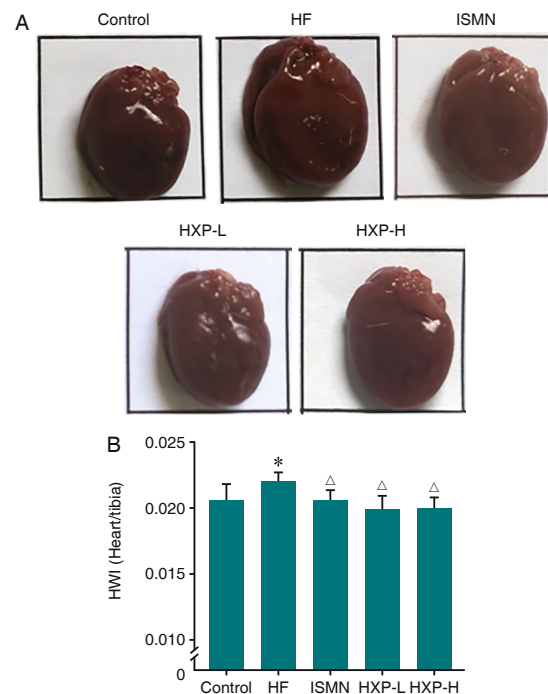 A
Control HF ISMN
HXP-L HXP-H
B
HWI (Heart/tibia)
0.025
0.020
0.015
0.010
0
*
△ △ △
Control HF ISMN HXP-L HXP-H